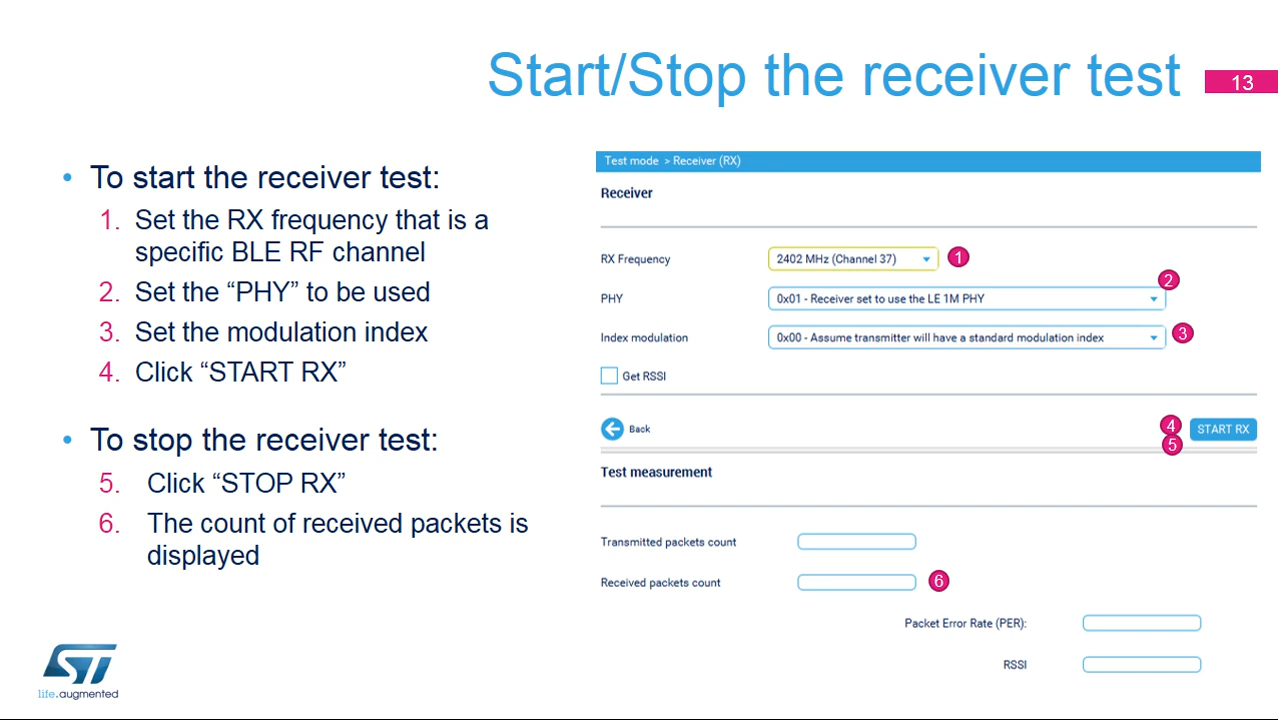 Start/Stop the receiver test
13
• To start the receiver test:
1. Set the RX frequency that is a
specific BLE RF channel
2. Set the “PHY” to be used
3. Set the modulation index
4. Click “START RX”
• To stop the receiver test:
5. Click “STOP RX”
6. The count of received packets is
displayed
Test mode > Receiver (RX)
Receiver
RX Frequency 2402 MHz (Channel 37) 1
PHY 0x01 - Receiver set to use the LE 1M PHY 2
Index modulation 0x00 - Assume transmitter will have a standard modulation index 3
Get RSSI
Back 4 START RX
5
Test measurement
Transmitted packets count
Received packets count 6
Packet Error Rate (PER):
RSSI
ST
life.augmented